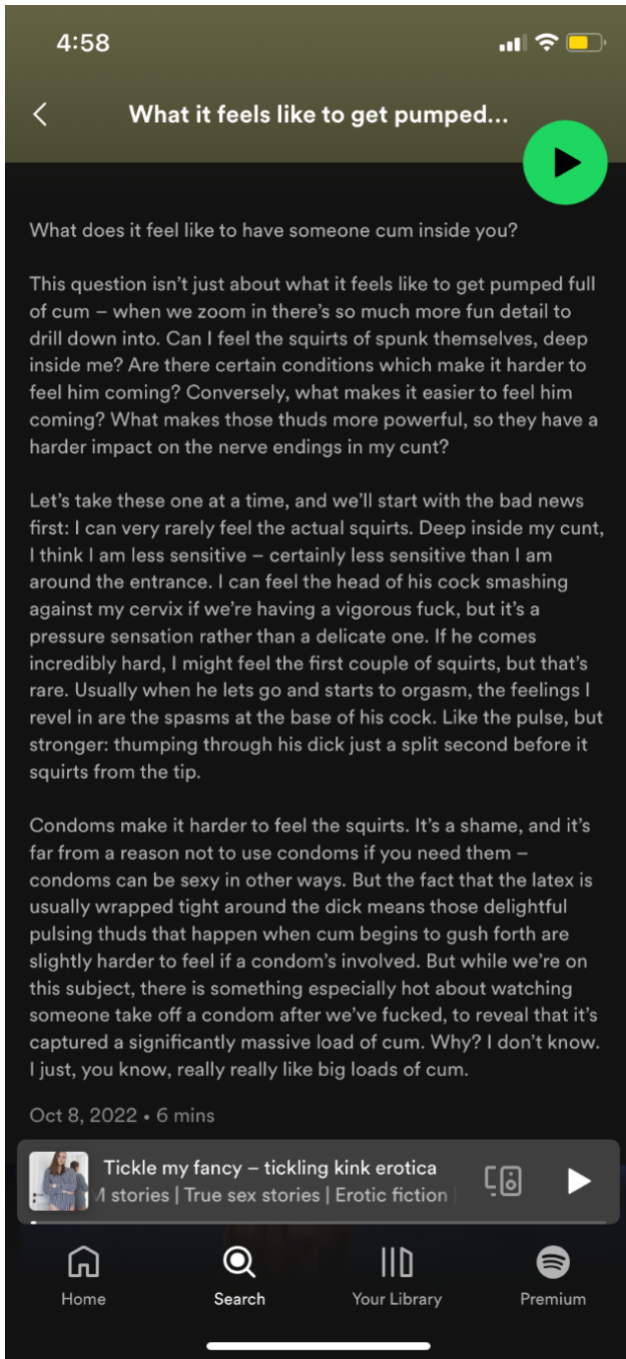 4:58
What it feels like to get pumped...
What does it feel like to have someone cum inside you?
This question isn’t just about what it feels like to get pumped full
of cum – when we zoom in there’s so much more fun detail to
drill down into. Can I feel the squirts of spunk themselves, deep
inside me? Are there certain conditions which make it harder to
feel him coming? Conversely, what makes it easier to feel him
coming? What makes those thuds more powerful, so they have a
harder impact on the nerve endings in my cunt?
Let’s take these one at a time, and we’ll start with the bad news
first: I can very rarely feel the actual squirts. Deep inside my cunt,
I think I am less sensitive – certainly less sensitive than I am
around the entrance. I can feel the head of his cock smashing
against my cervix if we’re having a vigorous fuck, but it’s a
pressure sensation rather than a delicate one. If he comes
incredibly hard, I might feel the first couple of squirts, but that’s
rare. Usually when he lets go and starts to orgasm, the feelings I
revel in are the spasms at the base of his cock. Like the pulse, but
stronger: thumping through his dick just a split second before it
squirts from the tip.
Condoms make it harder to feel the squirts. It’s a shame, and it’s
far from a reason not to use condoms if you need them –
condoms can be sexy in other ways. But the fact that the latex is
usually wrapped tight around the dick means those delightful
pulsing thuds that happen when cum begins to gush forth are
slightly harder to feel if a condom’s involved. But while we’re on
this subject, there is something especially hot about watching
someone take off a condom after we’ve fucked, to reveal that it’s
captured a significantly massive load of cum. Why? I don’t know.
I just, you know, really really like big loads of cum.
Oct 8, 2022 • 6 mins
Tickle my fancy – tickling kink erotica
M stories | True sex stories | Erotic fiction |
Home
Search
Your Library
Premium